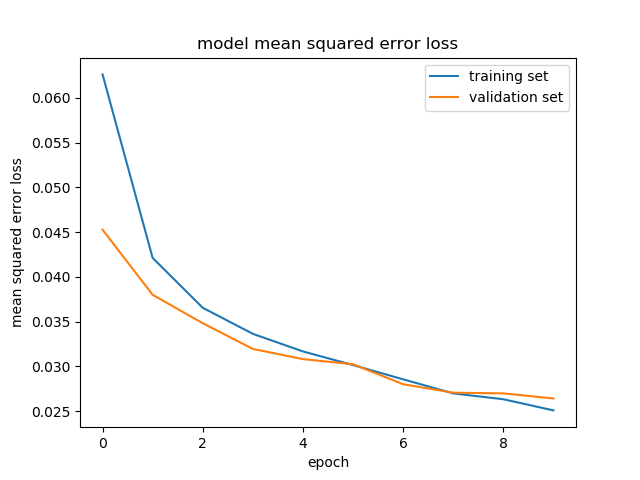 model mean squared error loss
training set
validation set
0.060
0.055
0.050
0.045
0.040
0.035
0.030
0.025
mean squared error loss
0 2 4 6 8
epoch